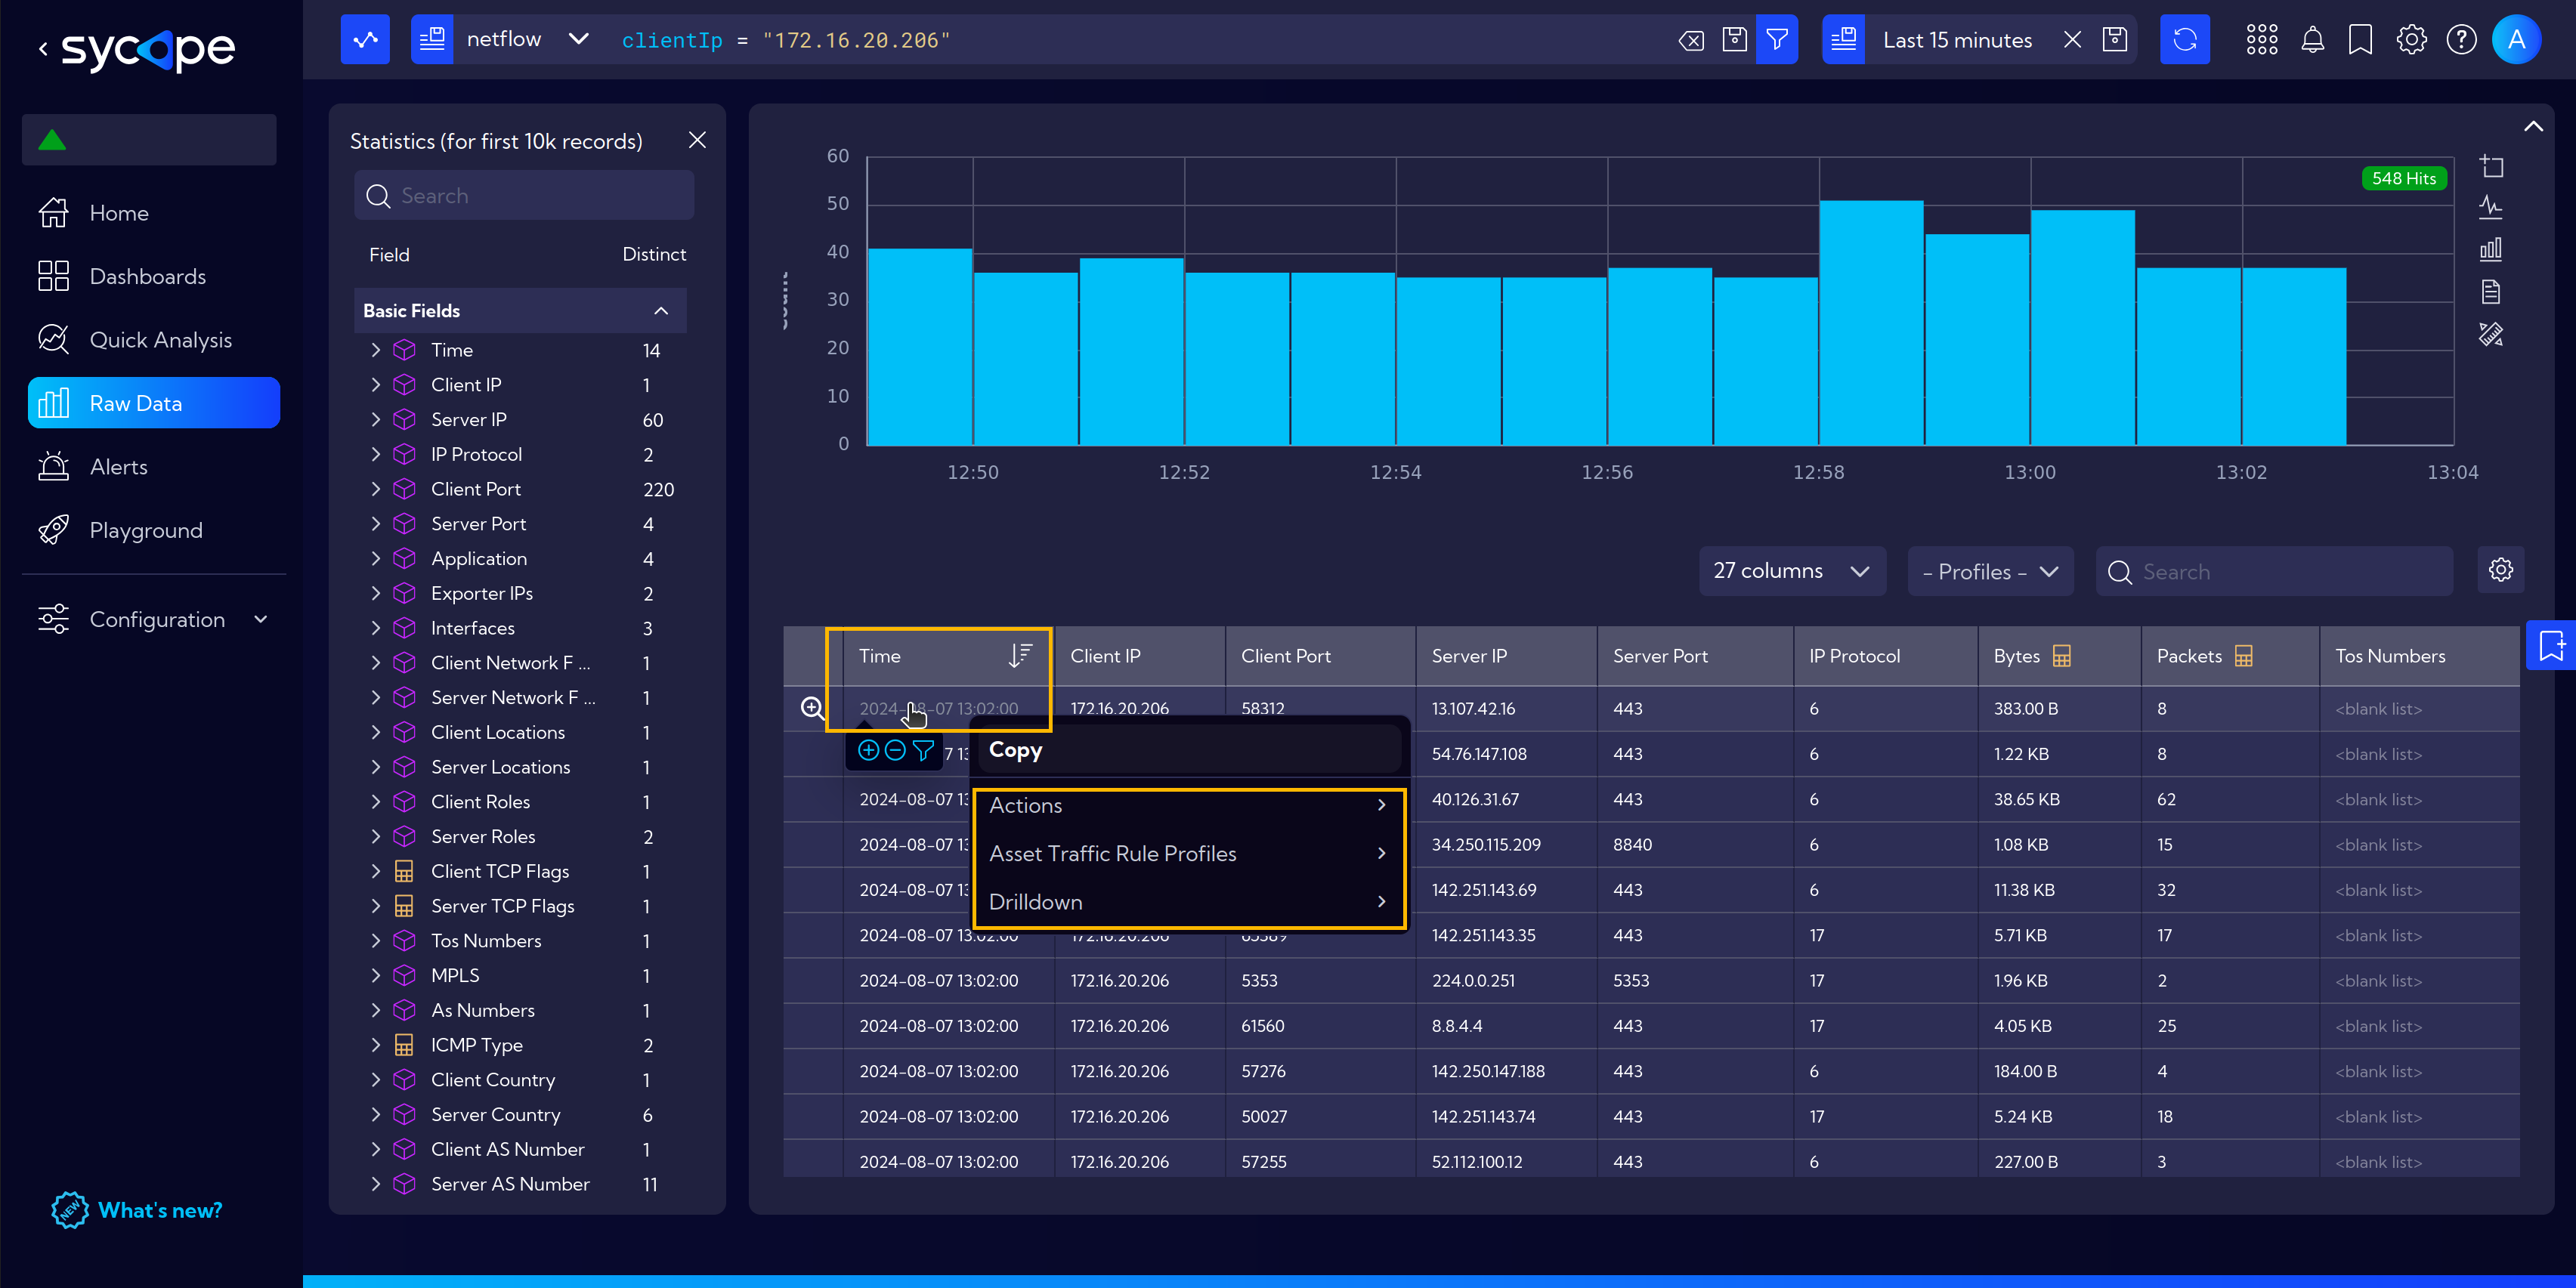 sycope
netflow
clientIp = "172.16.20.206"
Last 15 minutes
A
Home
Dashboards
Quick Analysis
Raw Data
Alerts
Playground
Configuration
NEW
What's new?
Statistics (for first 10k records)
Search
Field Distinct
Basic Fields
Time 14
Client IP 1
Server IP 60
IP Protocol 2
Client Port 220
Server Port 4
Application 4
Exporter IPs 2
Interfaces 3
Client Network F ... 1
Server Network F ... 1
Client Locations 1
Server Locations 1
Client Roles 1
Server Roles 2
Client TCP Flags 1
Server TCP Flags 1
Tos Numbers 1
MPLS 1
As Numbers 1
ICMP Type 2
Client Country 1
Server Country 6
Client AS Number 1
Server AS Number 11
548 Hits
60
50
40
30
20
10
0
12:50 12:52 12:54 12:56 12:58 13:00 13:02 13:04
27 columns
- Profiles -
Search
Time Client IP Client Port Server IP Server Port IP Protocol Bytes Packets Tos Numbers
2024-08-07 13:02:00 172.16.20.206 58312 13.107.42.16 443 6 383.00 B 8 <blank list>
7 13 54.76.147.108 443 6 1.22 KB 8 <blank list>
2024-08-07 13 40.126.31.67 443 6 38.65 KB 62 <blank list>
2024-08-07 13 34.250.115.209 8840 6 1.08 KB 15 <blank list>
2024-08-07 13 142.251.143.69 443 6 11.38 KB 32 <blank list>
2024-08-07 13:02:00 172.16.20.206 142.251.143.35 443 17 5.71 KB 17 <blank list>
2024-08-07 13:02:00 172.16.20.206 5353 224.0.0.251 5353 17 1.96 KB 2 <blank list>
2024-08-07 13:02:00 172.16.20.206 61560 8.8.4.4 443 17 4.05 KB 25 <blank list>
2024-08-07 13:02:00 172.16.20.206 57276 142.250.147.188 443 6 184.00 B 4 <blank list>
2024-08-07 13:02:00 172.16.20.206 50027 142.251.143.74 443 17 5.24 KB 18 <blank list>
2024-08-07 13:02:00 172.16.20.206 57255 52.112.100.12 443 6 227.00 B 3 <blank list>
Copy
Actions
Asset Traffic Rule Profiles
Drilldown